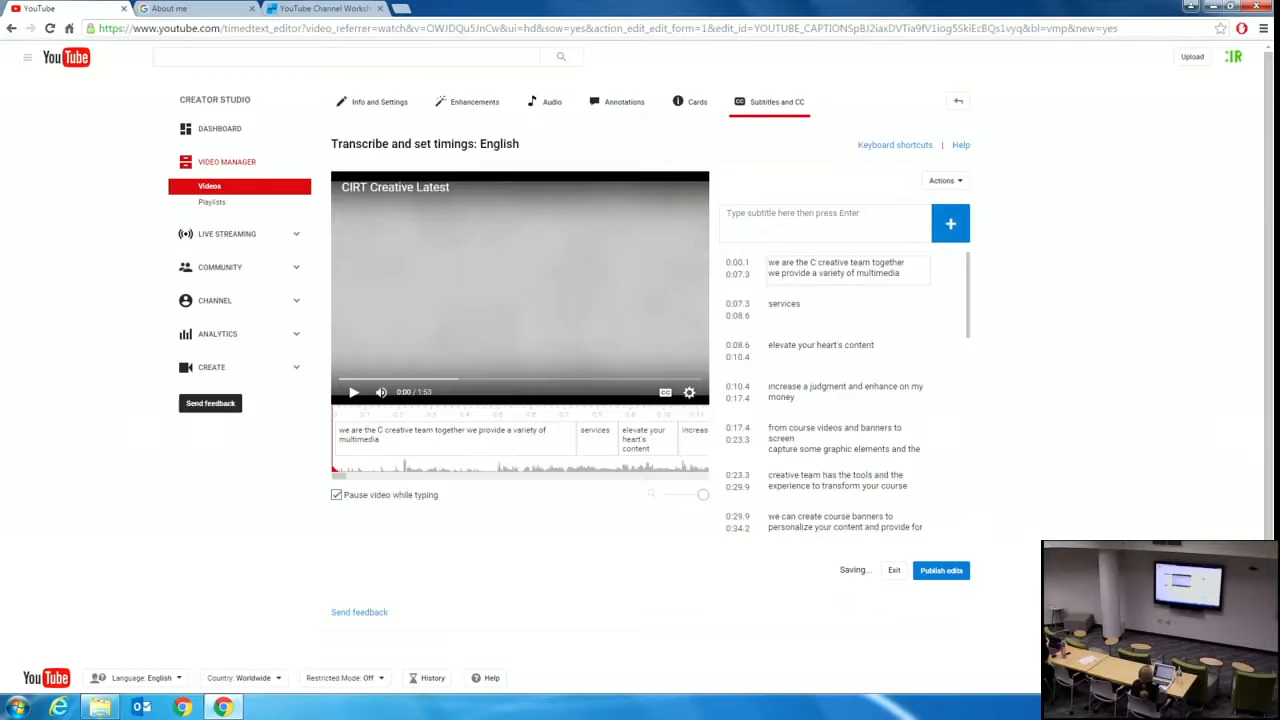 YouTube
About me
YouTube Channel Worksh
https://www.youtube.com/timedtext_editor?video_referrer=watch&v=OWJDQu5JnCw&ui=hd&sow=yes&action_edit_edit_form=1&edit_id=YOUTUBE_CAPTIONSpBJ2iaxDVTia9fV1iog5SkiEcBQs1vyq&bl=vmp&new=yes
YouTube
Upload
:IR
CREATOR STUDIO
DASHBOARD
VIDEO MANAGER
Videos
Playlists
LIVE STREAMING
COMMUNITY
CHANNEL
ANALYTICS
CREATE
Send feedback
Info and Settings
Enhancements
Audio
Annotations
Cards
CC Subtitles and CC
Transcribe and set timings: English
Keyboard shortcuts | Help
Actions
CIRT Creative Latest
0:00 / 1:53
CC
we are the C creative team together we provide a variety of
multimedia
services
elevate your
heart's
content
increas
Pause video while typing
Type subtitle here then press Enter
+
0:00.1 we are the C creative team together
0:07.3 we provide a variety of multimedia
0:07.3 services
0:08.6
0:08.6 elevate your heart's content
0:10.4
0:10.4 increase a judgment and enhance on my
0:17.4 money
0:17.4 from course videos and banners to
0:23.3 screen
capture some graphic elements and the
0:23.3 creative team has the tools and the
0:29.9 experience to transform your course
0:29.9 we can create course banners to
0:34.2 personalize your content and provide for
Saving...
Exit
Publish edits
Send feedback
YouTube
Language: English
Country: Worldwide
Restricted Mode: Off
History
Help